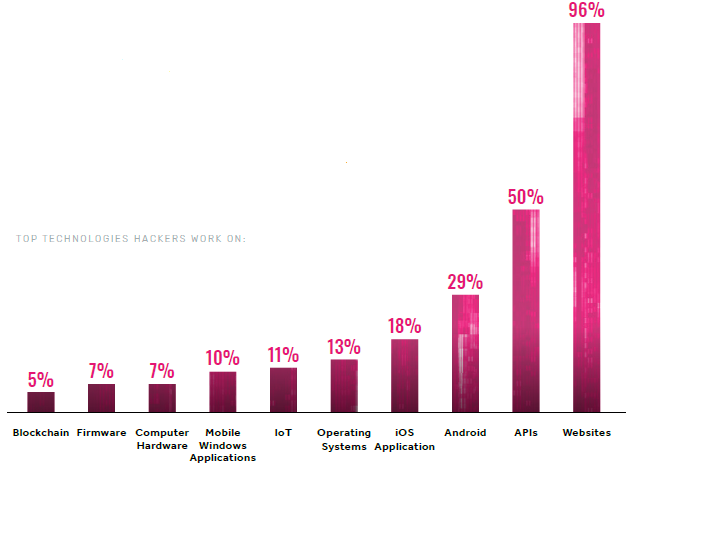 96%
50%
TOP TECHNOLOGIES HACKERS WORK ON:
29%
18%
13%
11%
10%
7%
7%
5%
Blockchain
Firmware
Computer
Hardware
Mobile
Windows
Applications
IoT
Operating
Systems
iOS
Application
Android
APIs
Websites